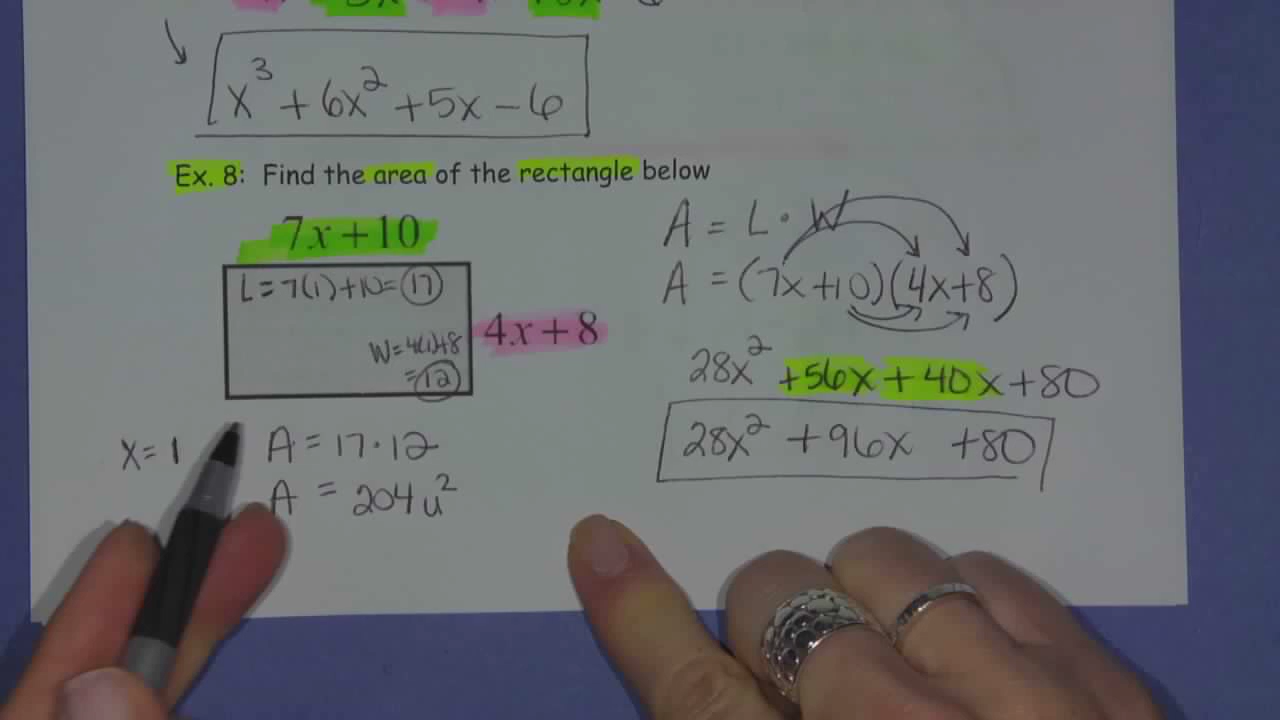 x³ + 6x² + 5x - 6
Ex. 8: Find the area of the rectangle below
7x + 10
L = 7(1) + 10 = 17
W = 4(1) + 8
= 12
4x + 8
x = 1
A = 17 · 12
A = 204 u²
A = L · W
A = (7x + 10)(4x + 8)
28x² + 56x + 40x + 80
28x² + 96x + 80